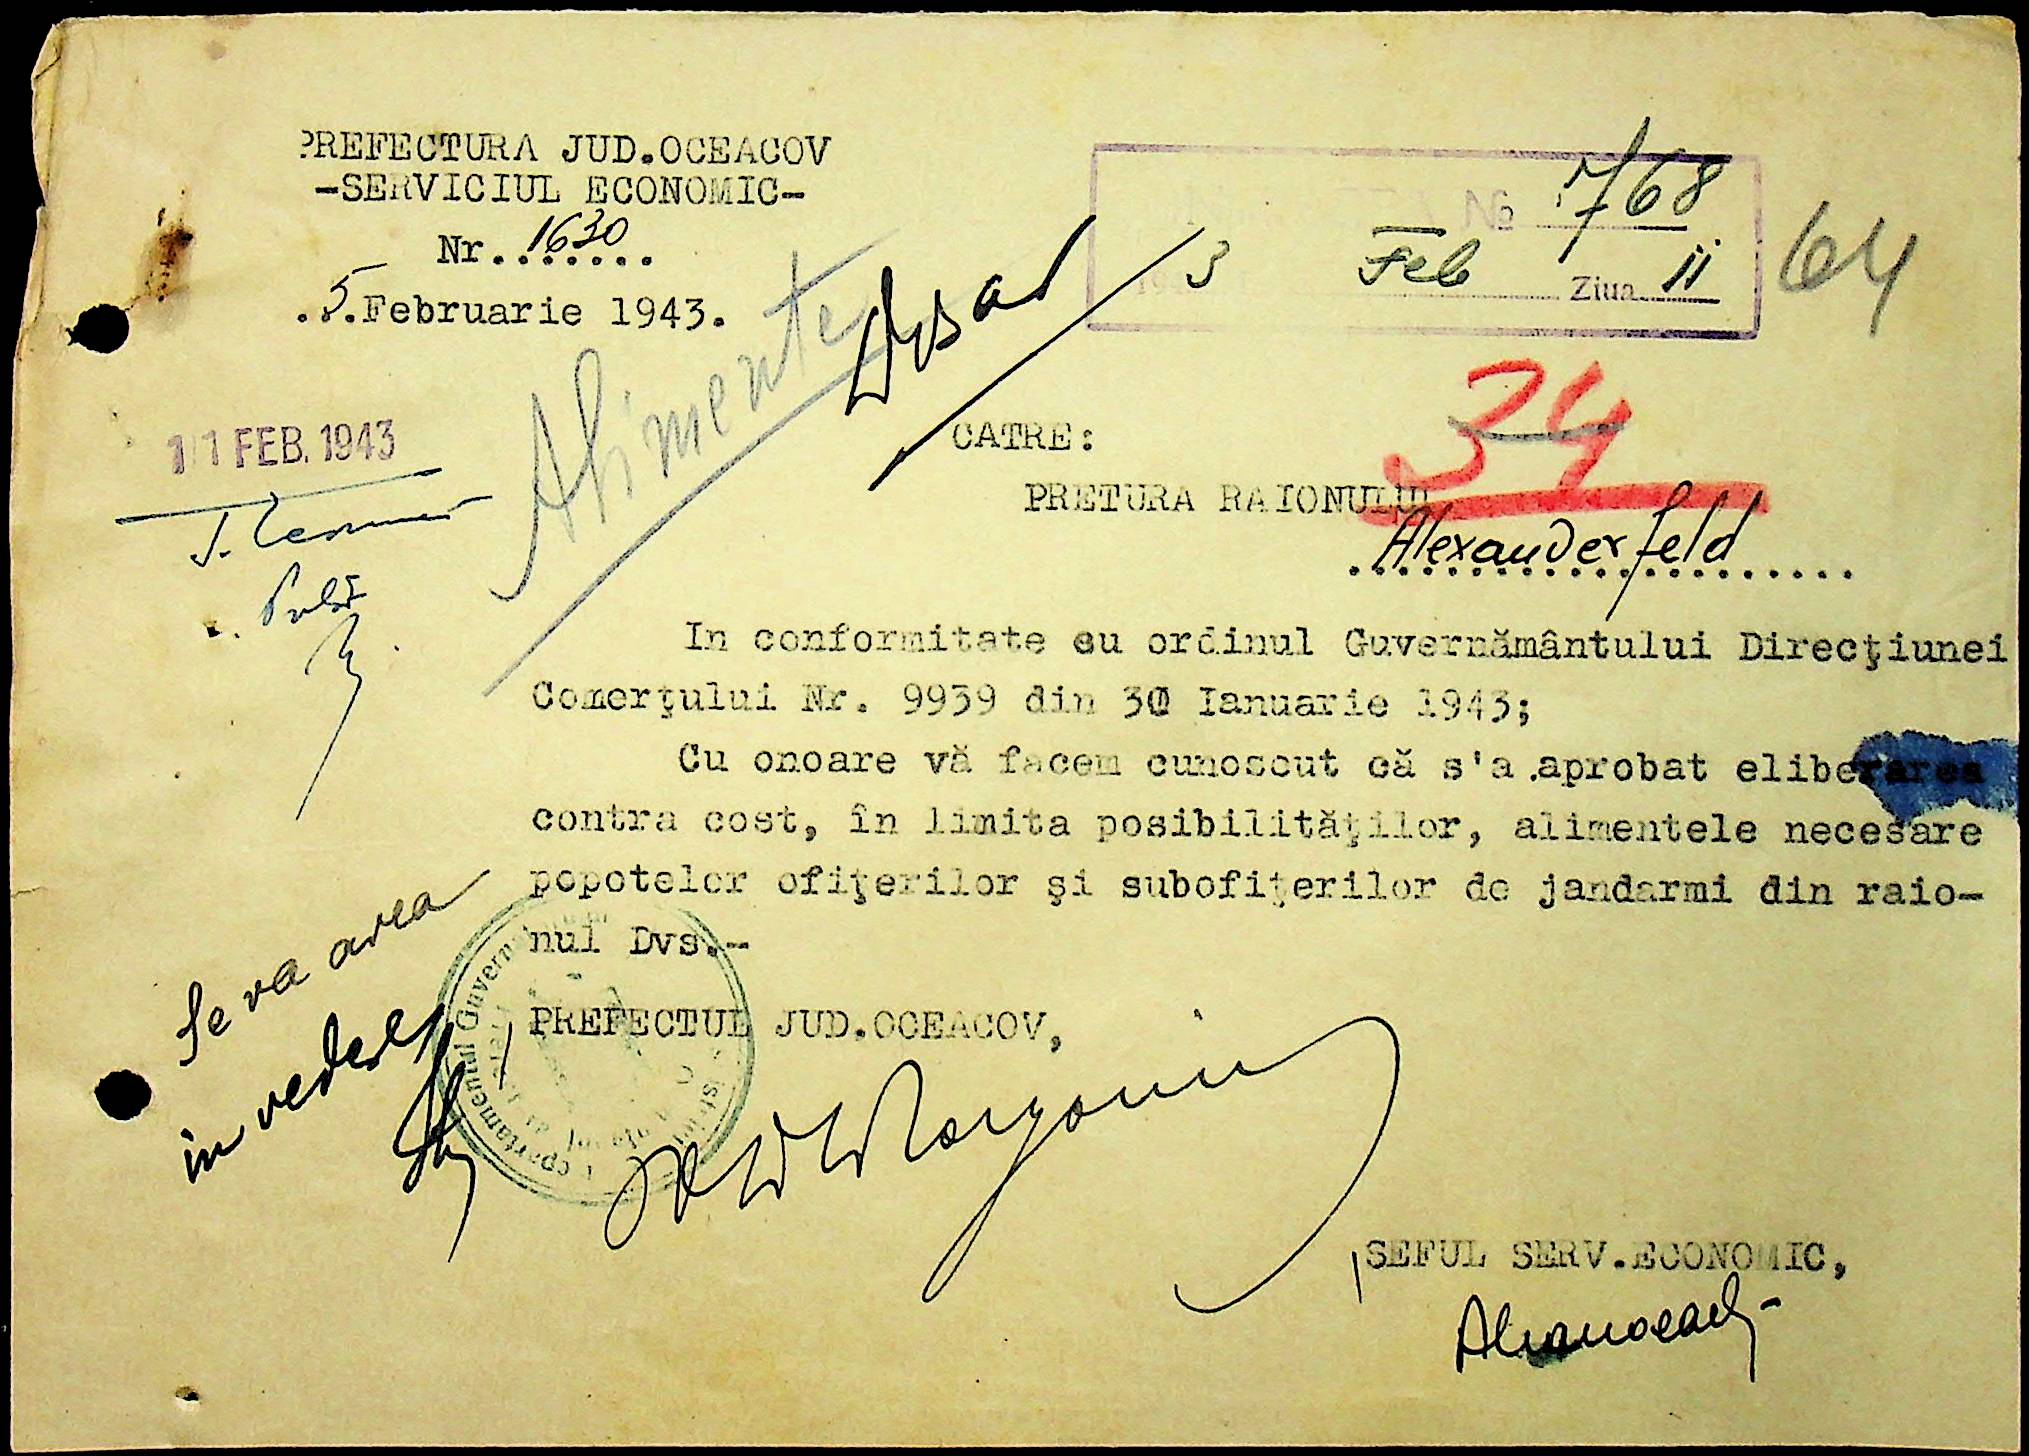 PREFECTURA JUD.OCEACOV
-SERVICIUL ECONOMIC-
Nr. 1630
5 Februarie 1943.
№ 768
3 Feb Ziua 11
64
Alimente
Dosar
11 FEB. 1943
34
CATRE:
PRETURA RAIONULUI
Alexanderfeld
In conformitate cu ordinul Guvernământului Direcţiunei
Comerţului Nr. 9939 din 30 Ianuarie 1943;
Cu onoare vă facem cunoscut că s'a aprobat eliberarea
contra cost, în limita posibilităţilor, alimentele necesare
popotelor ofiţerilor şi subofiţerilor de jandarmi din raio-
nul Dvs.-
Se va avea
in vedere
PREFECTUL JUD.OCEACOV,
ŞEFUL SERV.ECONOMIC,